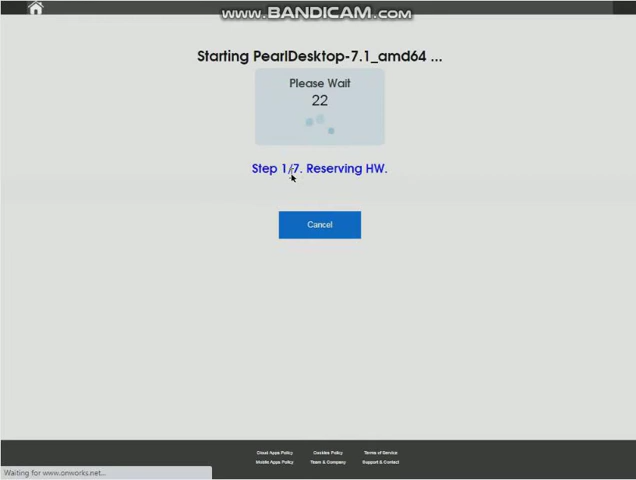 WWW.BANDICAM.COM
Starting PearlDesktop-7.1_amd64 ...
Please Wait
22
Step 1/7. Reserving HW.
Cancel
Cloud Apps Policy Cookies Policy Terms of Service
Mobile Apps Policy Team & Company Support & Contact
Waiting for www.onworks.net...